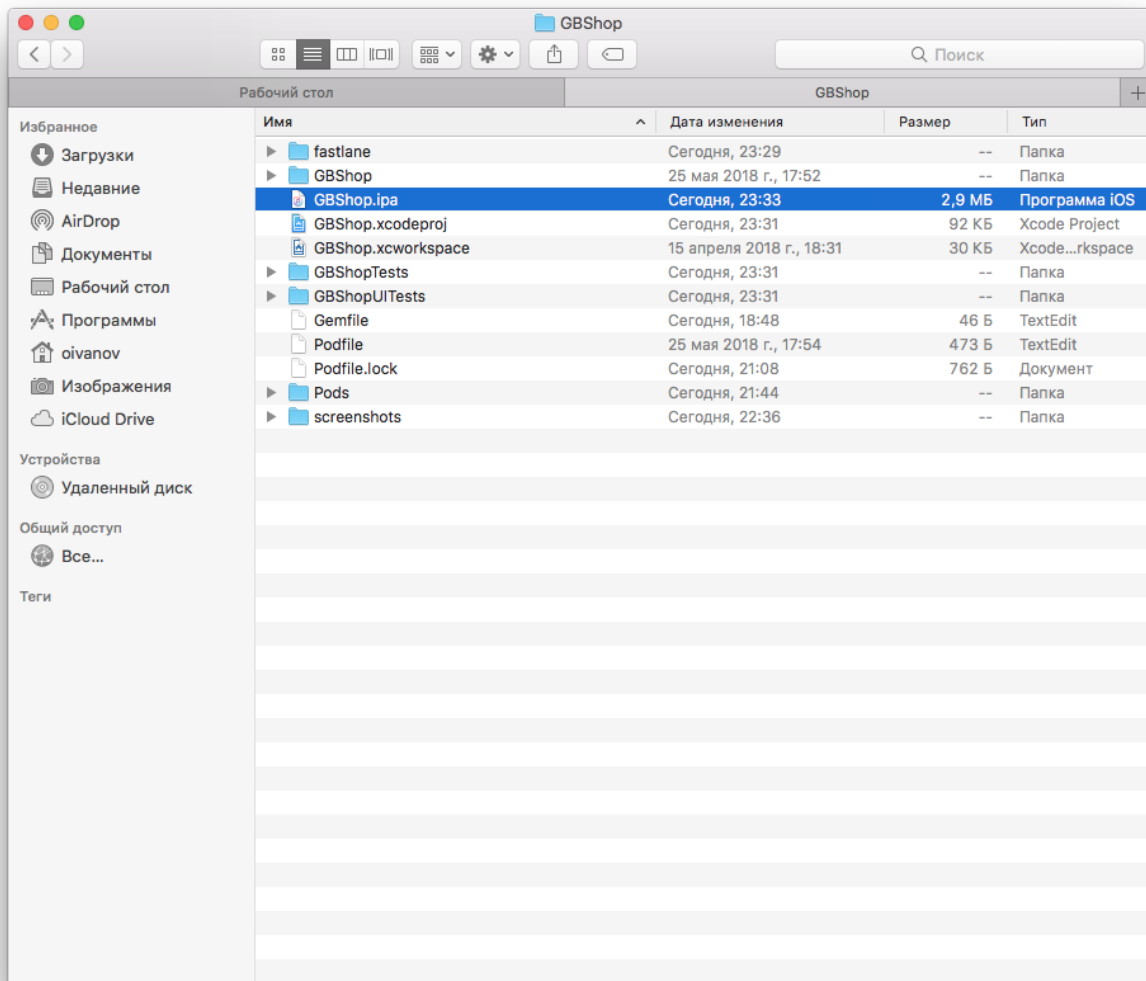 GBShop
Поиск
Рабочий стол
GBShop
Избранное
Загрузки
Недавние
AirDrop
Документы
Рабочий стол
Программы
oivanov
Изображения
iCloud Drive
Устройства
Удаленный диск
Общий доступ
Все...
Теги
Имя Дата изменения Размер Тип
fastlane Сегодня, 23:29 -- Папка
GBShop 25 мая 2018 г., 17:52 -- Папка
GBShop.ipa Сегодня, 23:33 2,9 МБ Программа iOS
GBShop.xcodeproj Сегодня, 23:31 92 КБ Xcode Project
GBShop.xcworkspace 15 апреля 2018 г., 18:31 30 КБ Xcode...rkspace
GBShopTests Сегодня, 23:31 -- Папка
GBShopUITests Сегодня, 23:31 -- Папка
Gemfile Сегодня, 18:48 46 Б TextEdit
Podfile 25 мая 2018 г., 17:54 473 Б TextEdit
Podfile.lock Сегодня, 21:08 762 Б Документ
Pods Сегодня, 21:44 -- Папка
screenshots Сегодня, 22:36 -- Папка